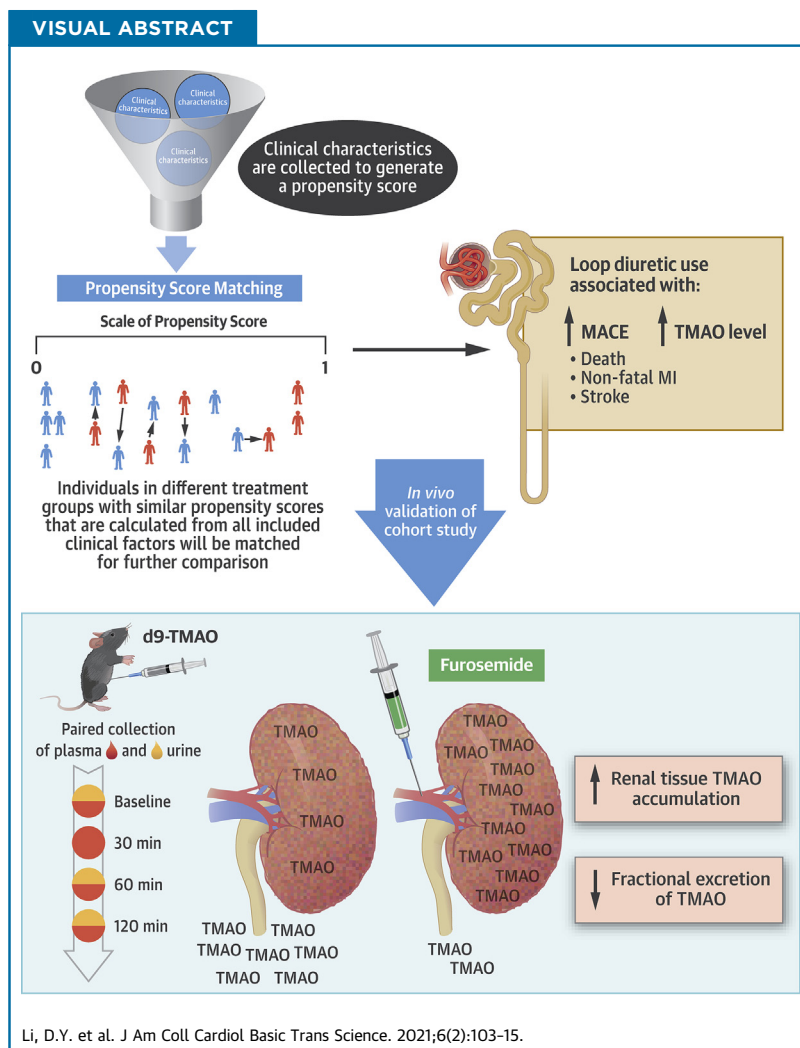 VISUAL ABSTRACT
Clinical
characteristics
Clinical
characteristics
Clinical
characteristics
Clinical characteristics
are collected to generate
a propensity score
Propensity Score Matching
Scale of Propensity Score
0
1
Individuals in different treatment
groups with similar propensity scores
that are calculated from all included
clinical factors will be matched
for further comparison
Loop diuretic use
associated with:
MACE
TMAO level
• Death
• Non-fatal MI
• Stroke
In vivo
validation of
cohort study
d9-TMAO
Paired collection
of plasma and urine
Baseline
30 min
60 min
120 min
TMAO
TMAO
TMAO
TMAO
TMAO TMAO
TMAO TMAO TMAO
TMAO TMAO
Furosemide
TMAO
TMAO TMAO
TMAO
TMAO
TMAO
TMAO
TMAO TMAO
TMAO
TMAO
TMAO
TMAO
Renal tissue TMAO
accumulation
Fractional excretion
of TMAO
Li, D.Y. et al. J Am Coll Cardiol Basic Trans Science. 2021;6(2):103–15.